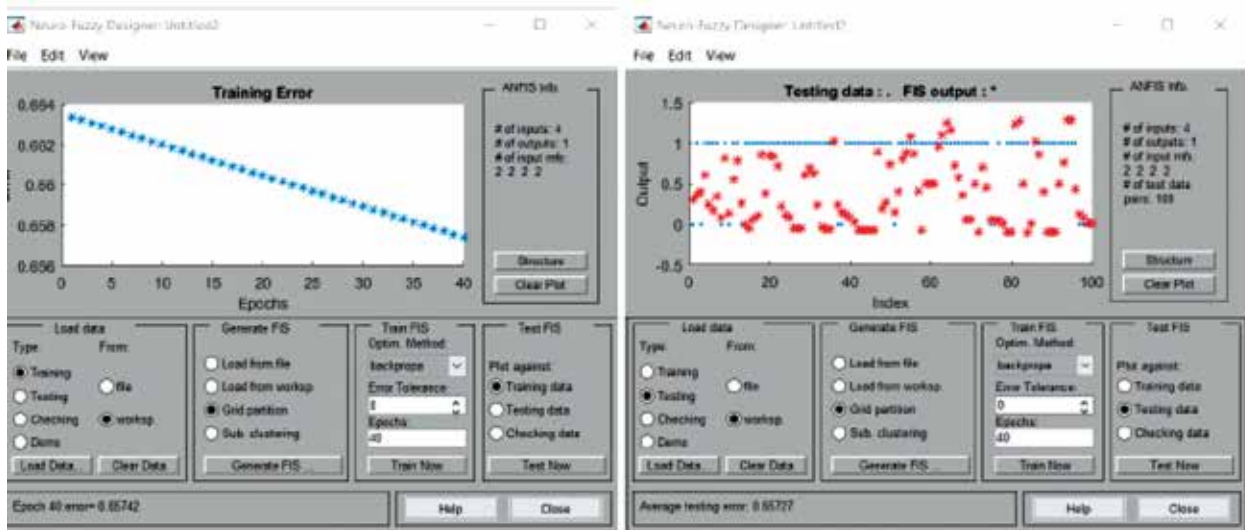 Neuro-Fuzzy Designer: Untitled2
File Edit View
Training Error
0.664
0.662
0.66
0.658
0.656
0 5 10 15 20 25 30 35 40
Epochs
ANFIS Info.
# of inputs: 4
# of outputs: 1
# of input mfs:
2 2 2 2
Structure
Clear Plot
Load data
Type: From:
Training
Testing
Checking
Demo
file
worksp.
Load Data... Clear Data
Generate FIS
Load from file
Load from worksp.
Grid partition
Sub. clustering
Generate FIS ...
Train FIS
Optim. Method:
backpropa
Error Tolerance:
0
Epochs:
40
Train Now
Test FIS
Plot against:
Training data
Testing data
Checking data
Test Now
Epoch 40:error= 0.65742
Help
Close
Neuro-Fuzzy Designer: Untitled2
File Edit View
Testing data : . FIS output : *
Output
1.5
1
0.5
0
-0.5
0 20 40 60 80 100
Index
ANFIS Info.
# of inputs: 4
# of outputs: 1
# of input mfs:
2 2 2 2
# of test data
pairs: 100
Structure
Clear Plot
Load data
Type: From:
Training
Testing
Checking
Demo
file
worksp.
Load Data... Clear Data
Generate FIS
Load from file
Load from worksp.
Grid partition
Sub. clustering
Generate FIS ...
Train FIS
Optim. Method:
backpropa
Error Tolerance:
0
Epochs:
40
Train Now
Test FIS
Plot against:
Training data
Testing data
Checking data
Test Now
Average testing error: 0.65727
Help
Close